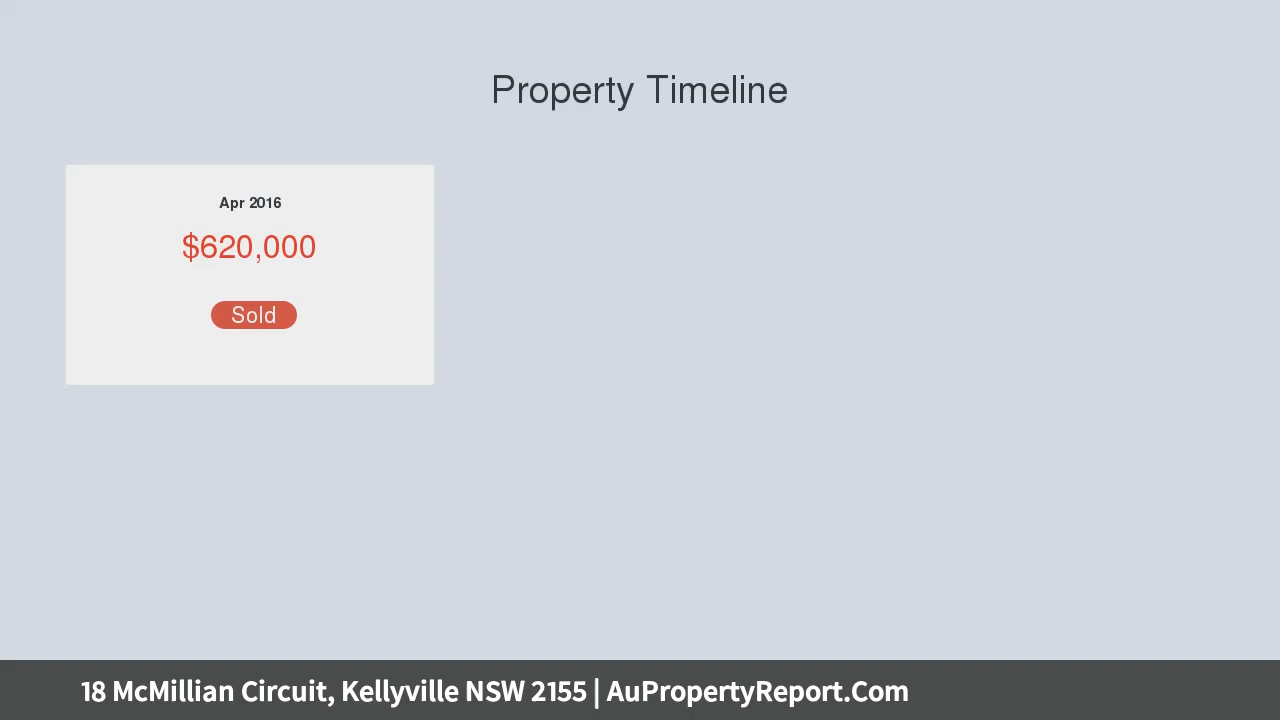 Property Timeline
Apr 2016
$620,000
Sold
18 McMillian Circuit, Kellyville NSW 2155 | AuPropertyReport.Com